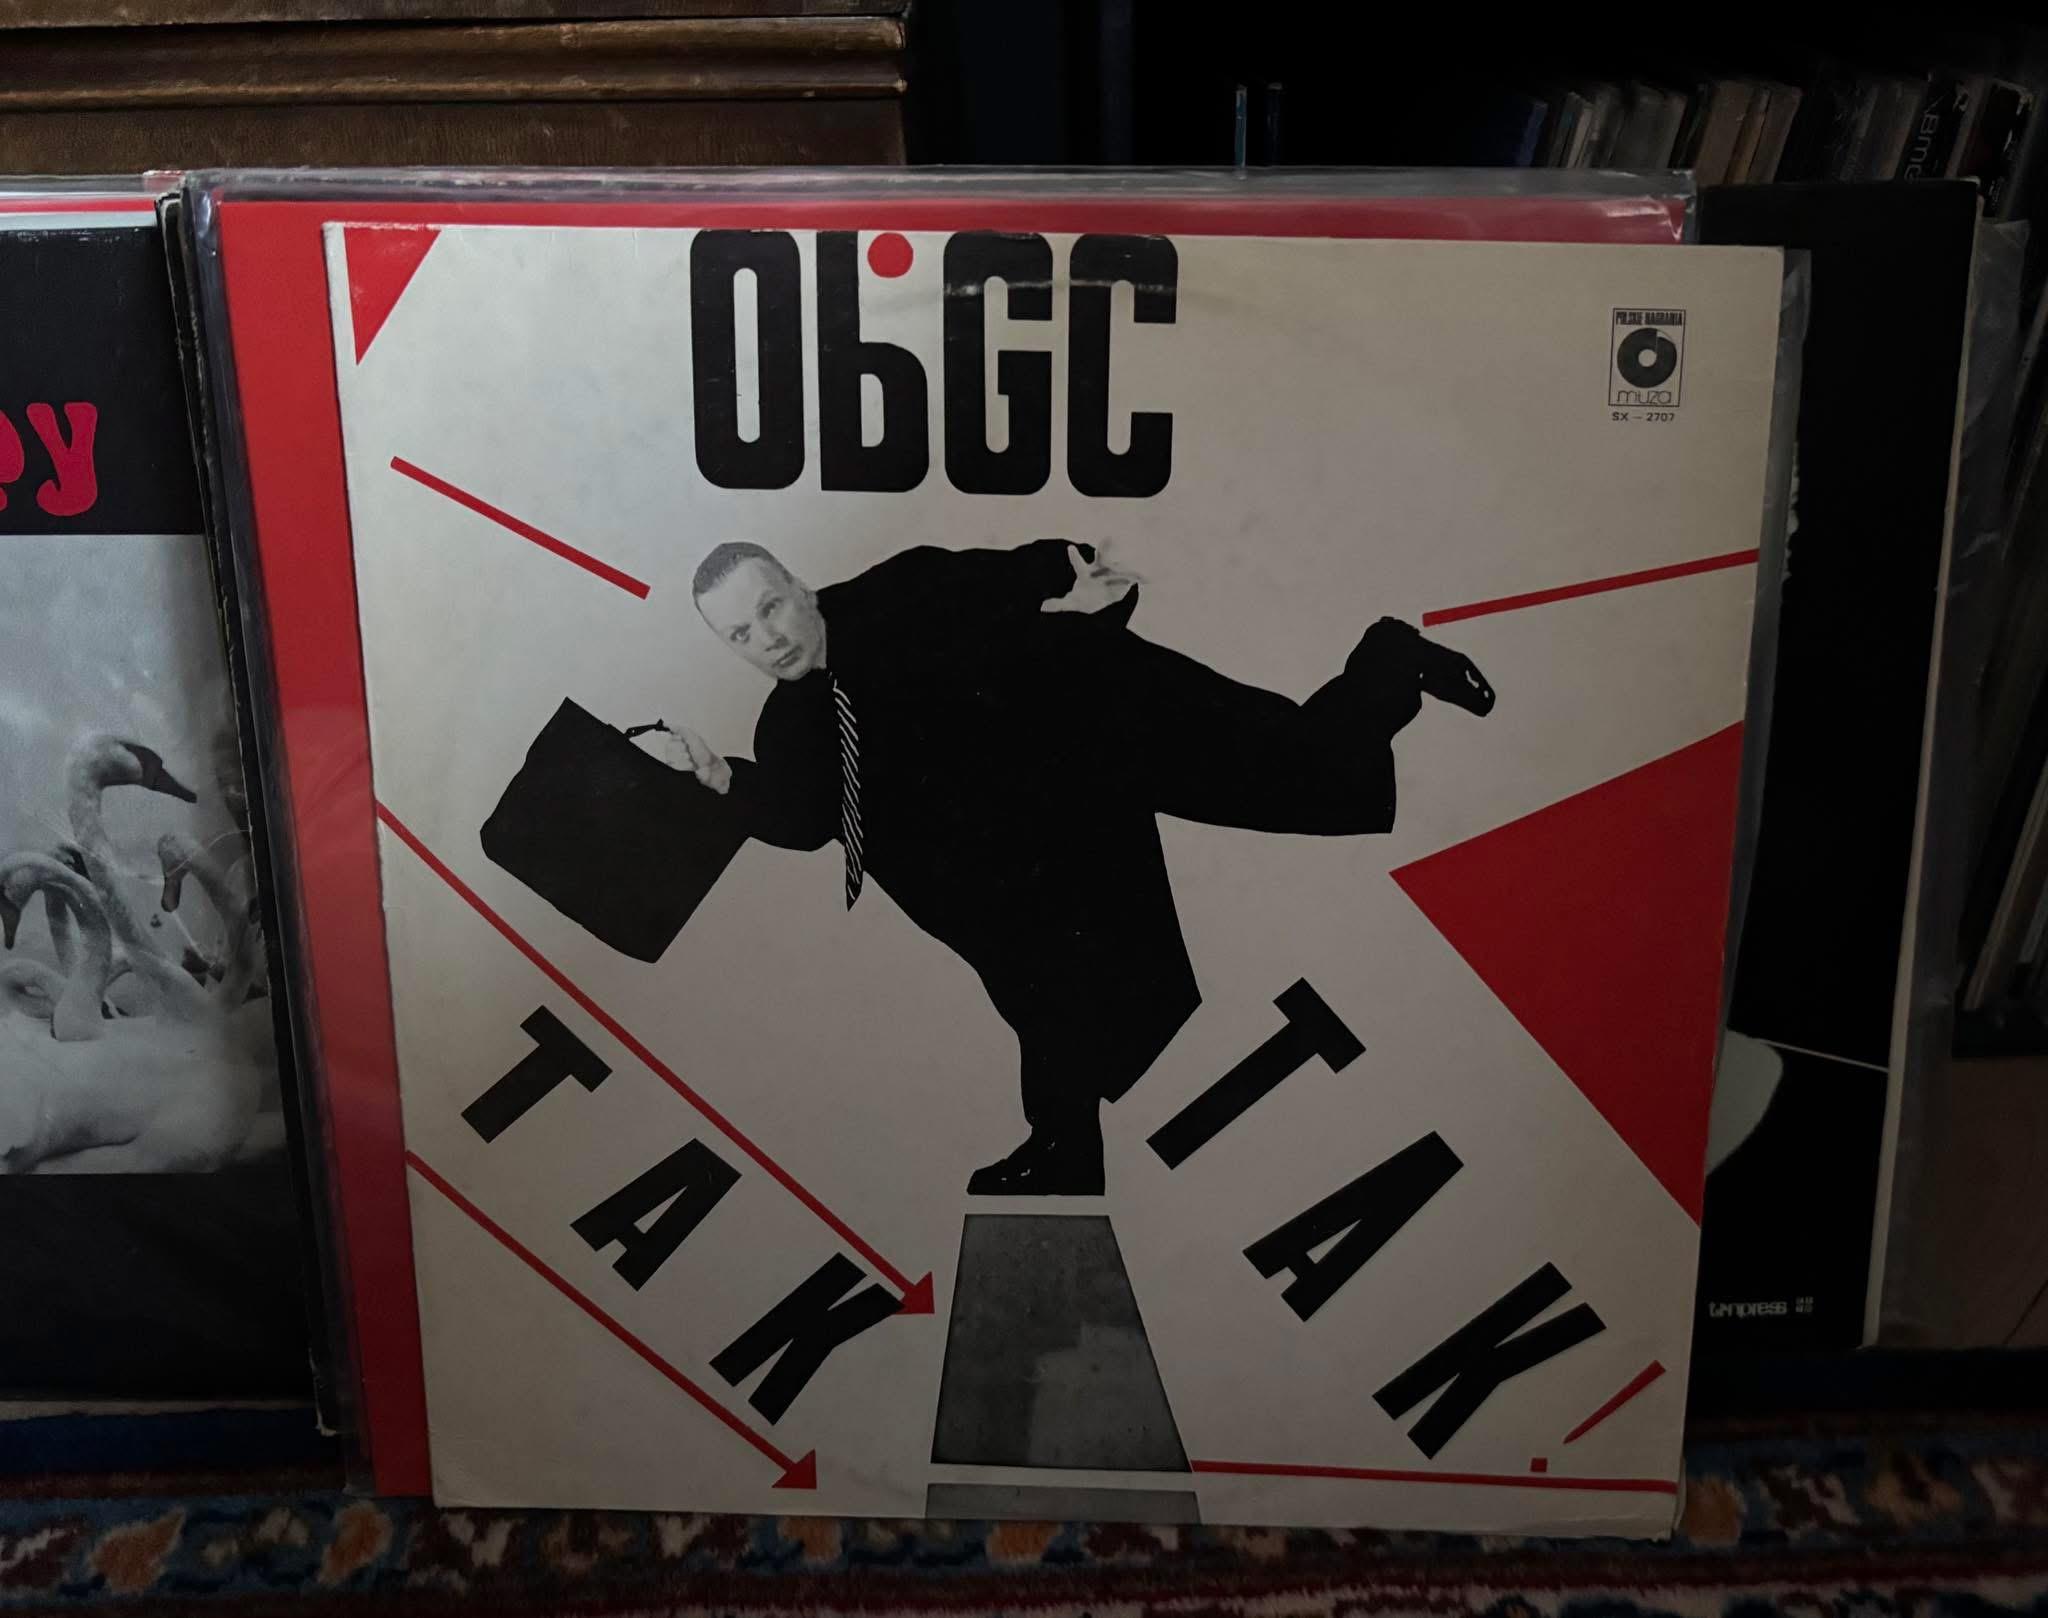 ObGC
POLSKIE NAGRANIA
muza
SX – 2707
TAK
TAK!
tonpress